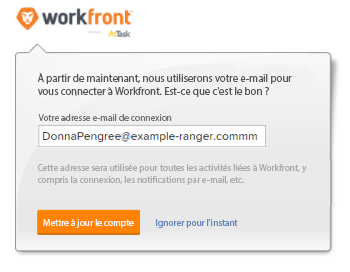 workfront
AtTask
À partir de maintenant, nous utiliserons votre e-mail pour
vous connecter à Workfront. Est-ce que c'est le bon ?
Votre adresse e-mail de connexion
DonnaPengree@example-ranger.commm
Cette adresse sera utilisée pour toutes les activités liées à Workfront, y
compris la connexion, les notifications par e-mail, etc.
Mettre à jour le compte Ignorer pour l'instant